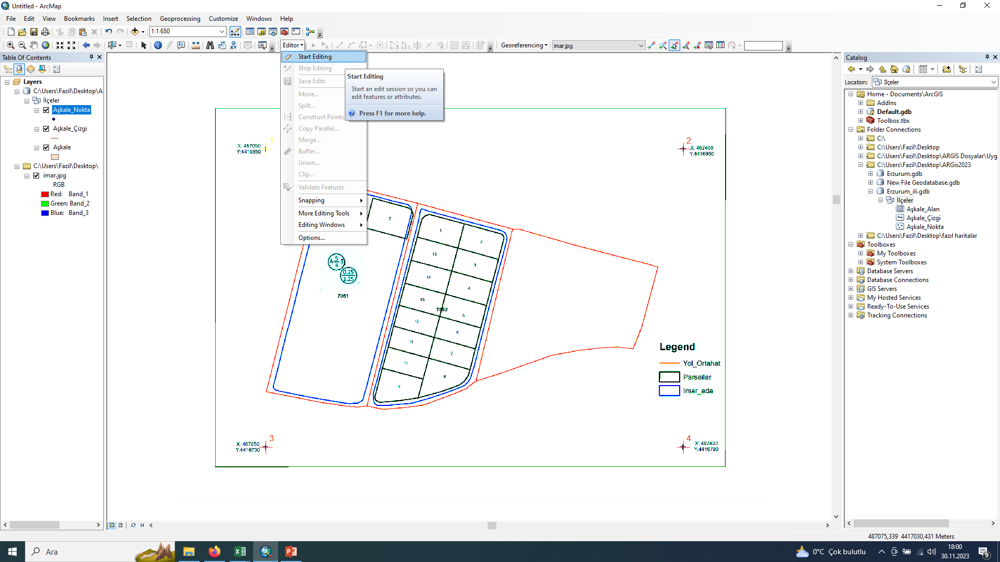 Untitled - ArcMap
File Edit View Bookmarks Insert Selection Geoprocessing Customize Windows Help
1:1.650
Editor
Georeferencing
imar.jpg
Table Of Contents
Layers
C:\Users\Fazil\Desktop\A
İlçeler
Aşkale_Nokta
Aşkale_Çizgi
Aşkale
C:\Users\Fazil\Desktop\
imar.jpg
RGB
Red: Band_1
Green: Band_2
Blue: Band_3
Start Editing
Stop Editing
Save Edits
Move...
Split...
Construct Points
Copy Parallel...
Merge...
Buffer...
Union...
Clip...
Validate Features
Snapping
More Editing Tools
Editing Windows
Options...
Start Editing
Start an edit session so you can
edit features or attributes.
Press F1 for more help.
1
X: 487050
Y:4416950
2
X: 487400
Y:4416950
3
X: 487050
Y:4416700
4
X: 487400
Y:4416700
2
A 5 5
4
0.25
1.25
7051
1
2
15
3
14
4
13
7052
5
12
6
11
7
10
8
9
Legend
Yol_Ortahat
Parseller
Imar_ada
Catalog
Location: İlçeler
Home - Documents\ArcGIS
AddIns
Default.gdb
Toolbox.tbx
Folder Connections
C:\
C:\Users\Fazil\Desktop
C:\Users\Fazil\Desktop\ARGİS Dosyalar\Uyg
C:\Users\Fazil\Desktop\ARGis2023
Erzurum.gdb
New File Geodatabase.gdb
Erzurum_ili.gdb
İlçeler
Aşkale_Alan
Aşkale_Çizgi
Aşkale_Nokta
C:\Users\Fazil\Desktop\fazıl haritalar
Toolboxes
My Toolboxes
System Toolboxes
Database Servers
Database Connections
GIS Servers
My Hosted Services
Ready-To-Use Services
Tracking Connections
487075,339 4417030,431 Meters
Ara
0°C Çok bulutlu
18:00
30.11.2023
9